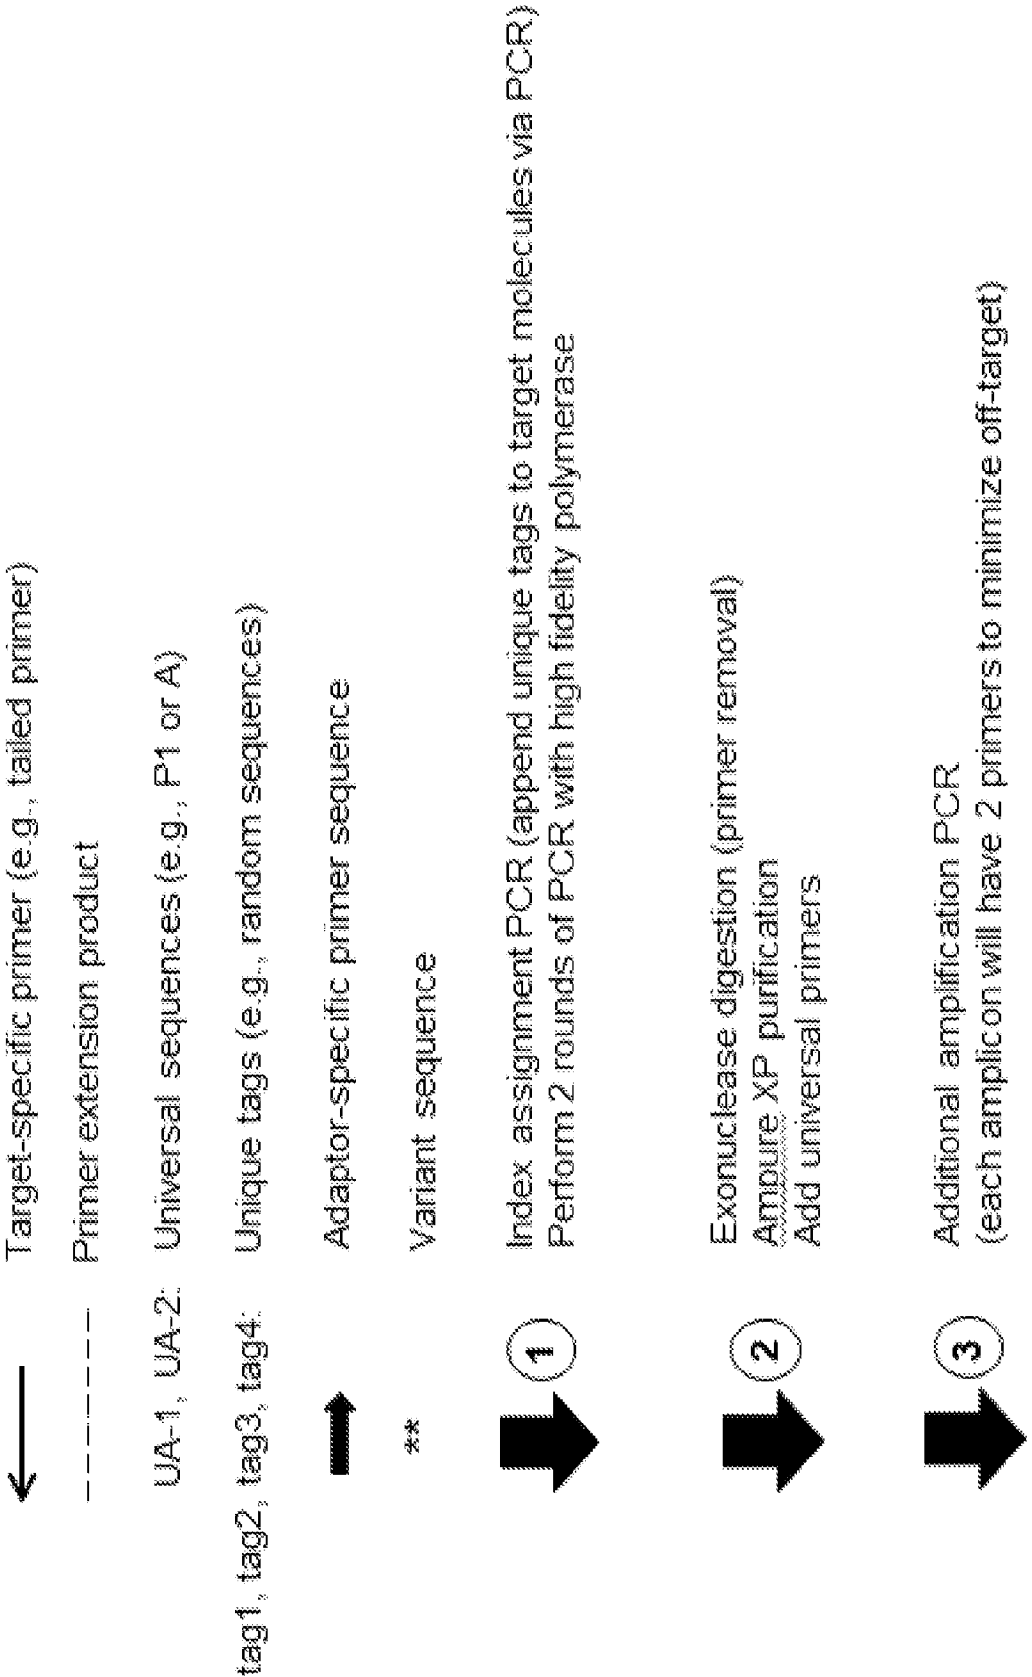 Target-specific primer (e.g., tailed primer)
Primer extension product
UA-1, UA-2: Universal sequences (e.g., P1 or A)
tag1, tag2, tag3, tag4: Unique tags (e.g., random sequences)
Adaptor-specific primer sequence
** Variant sequence
1 Index assignment PCR (append unique tags to target molecules via PCR)
Perform 2 rounds of PCR with high fidelity polymerase
2 Exonuclease digestion (primer removal)
Ampure XP purification
Add universal primers
3 Additional amplification PCR
(each amplicon will have 2 primers to minimize off-target)